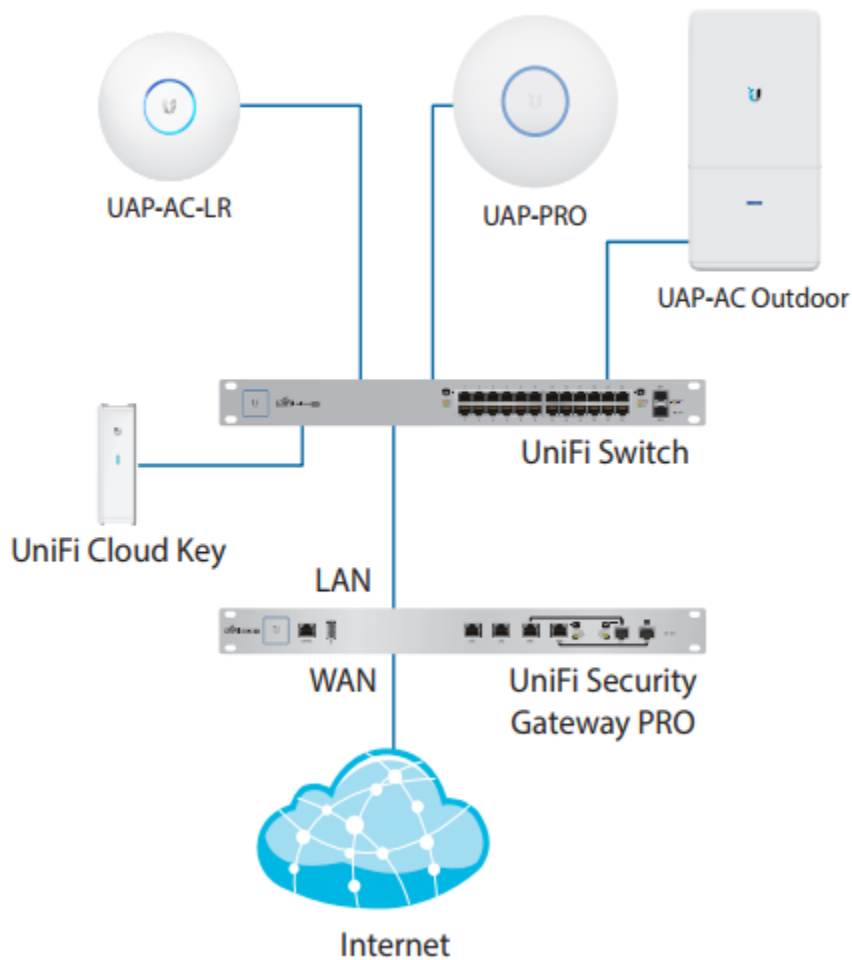 UAP-AC-LR
UAP-PRO
UAP-AC Outdoor
UniFi Switch
UniFi Cloud Key
LAN
WAN
UniFi Security
Gateway PRO
Internet